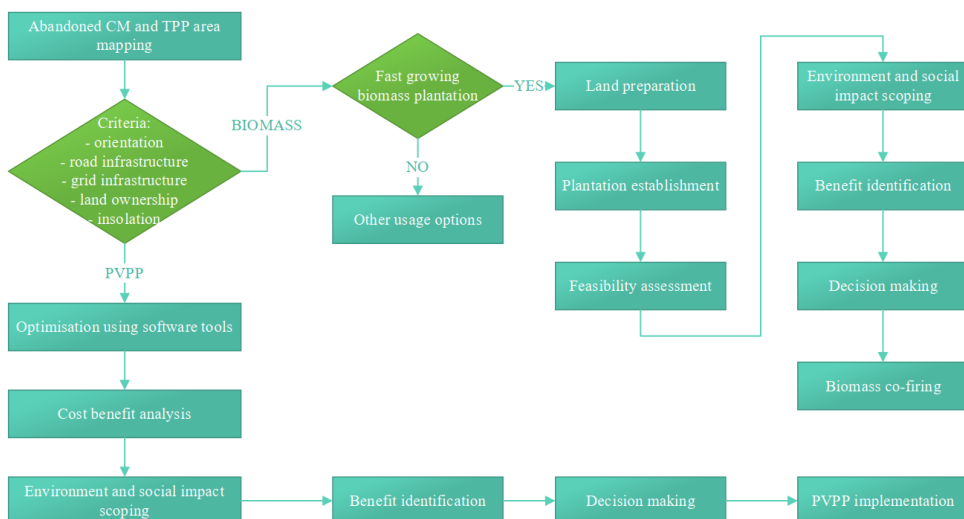 Abandoned CM and TPP area
mapping
Criteria:
- orientation
- road infrastructure
- grid infrastructure
- land ownership
- insolation
BIOMASS
Fast growing
biomass plantation
YES
NO
Other usage options
Land preparation
Plantation establishment
Feasibility assessment
Environment and social
impact scoping
Benefit identification
Decision making
Biomass co-firing
PVPP
Optimisation using software tools
Cost benefit analysis
Environment and social impact
scoping
Benefit identification
Decision making
PVPP implementation